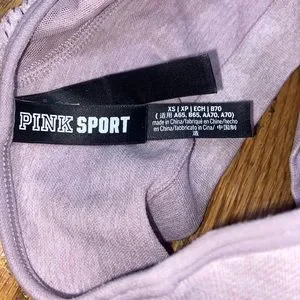 PINK SPORT
XS | XP | ECH | B70
(适用 A65, B65, AA70, A70)
made in China/fabriqué en Chine/hecho
en China/fabbricato in Cina/ 中国制
造